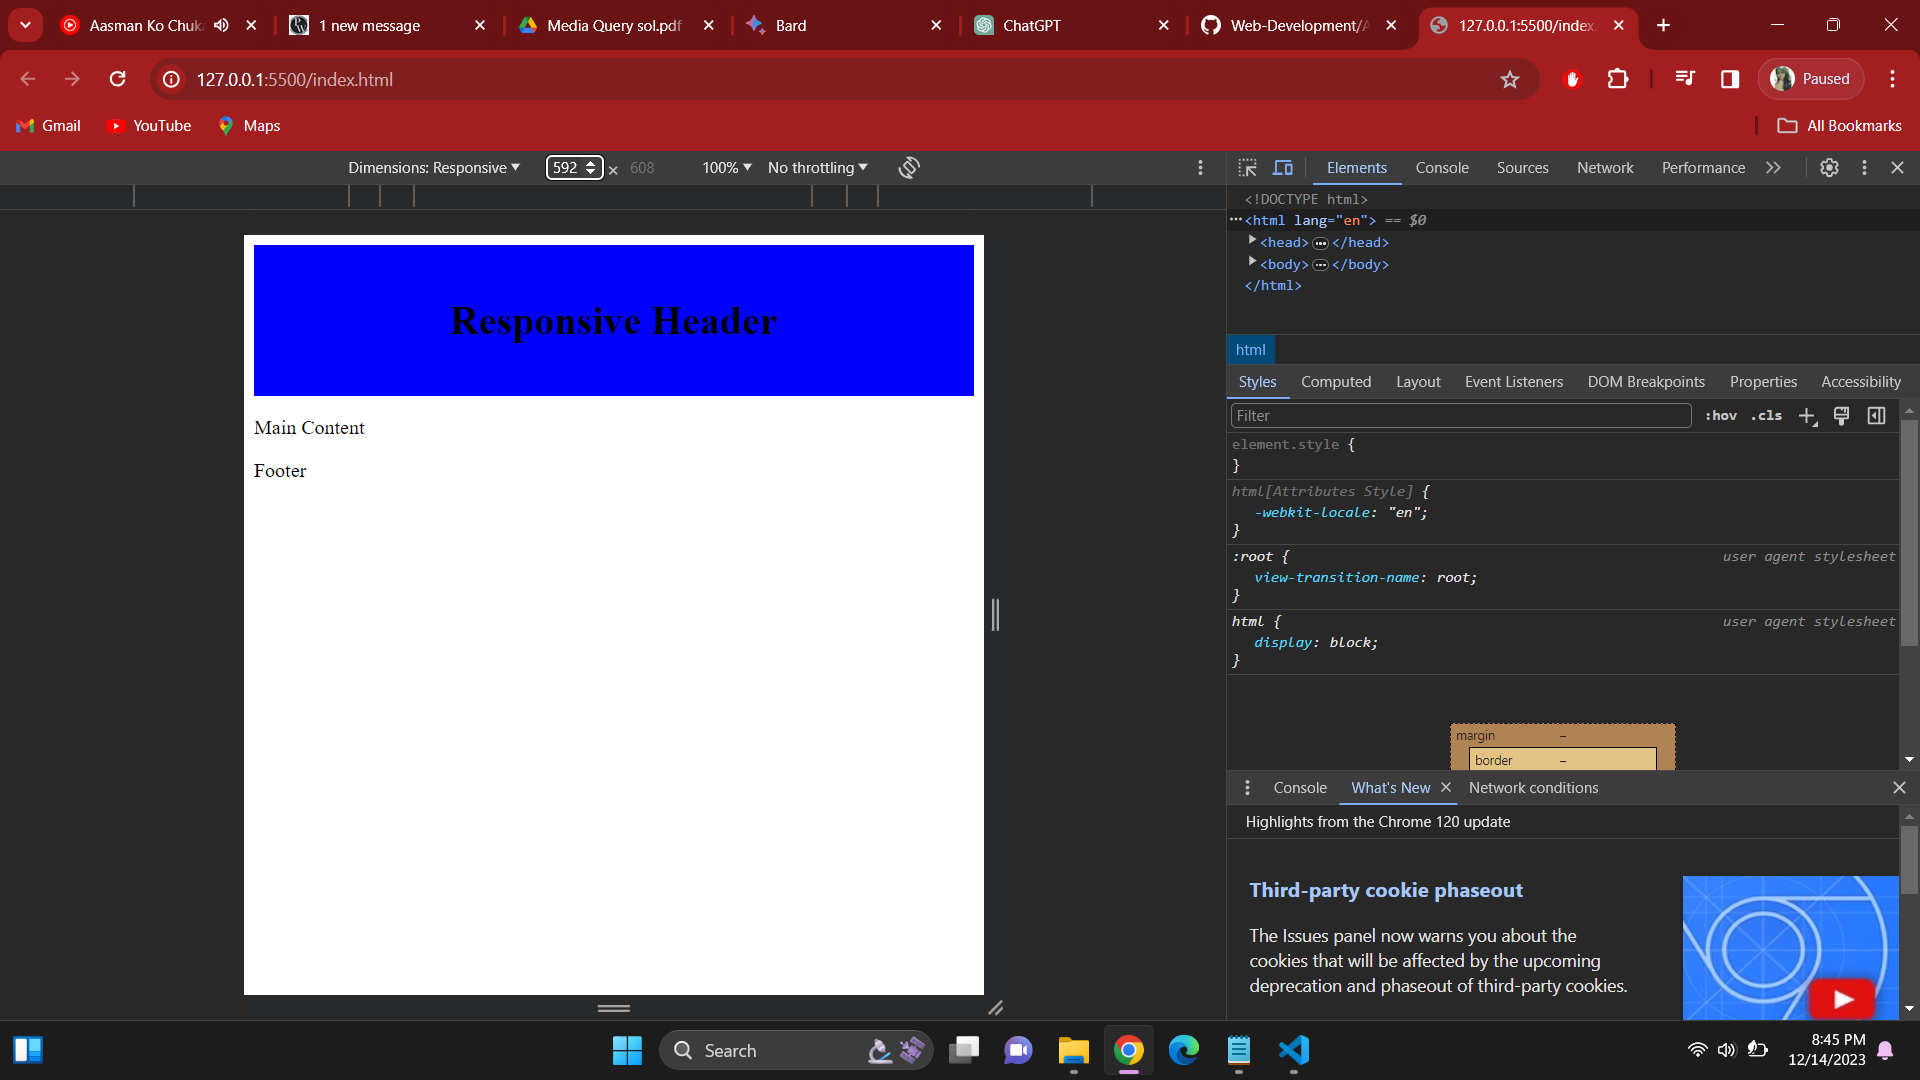 Aasman Ko Chuk
1 new message
Media Query sol.pdf
Bard
ChatGPT
Web-Development/A
127.0.0.1:5500/index.
127.0.0.1:5500/index.html
Paused
Gmail
YouTube
Maps
All Bookmarks
Dimensions: Responsive
592
×
608
100%
No throttling
Elements
Console
Sources
Network
Performance
<!DOCTYPE html>
<html lang="en"> == $0
<head> </head>
<body> </body>
</html>
html
Styles
Computed
Layout
Event Listeners
DOM Breakpoints
Properties
Accessibility
Filter
:hov
.cls
element.style {
}
html[Attributes Style] {
-webkit-locale: "en";
}
:root {
user agent stylesheet
view-transition-name: root;
}
html {
user agent stylesheet
display: block;
}
margin
–
border
–
Responsive Header
Main Content
Footer
Console
What's New
Network conditions
Highlights from the Chrome 120 update
Third-party cookie phaseout
The Issues panel now warns you about the
cookies that will be affected by the upcoming
deprecation and phaseout of third-party cookies.
Search
8:45 PM
12/14/2023